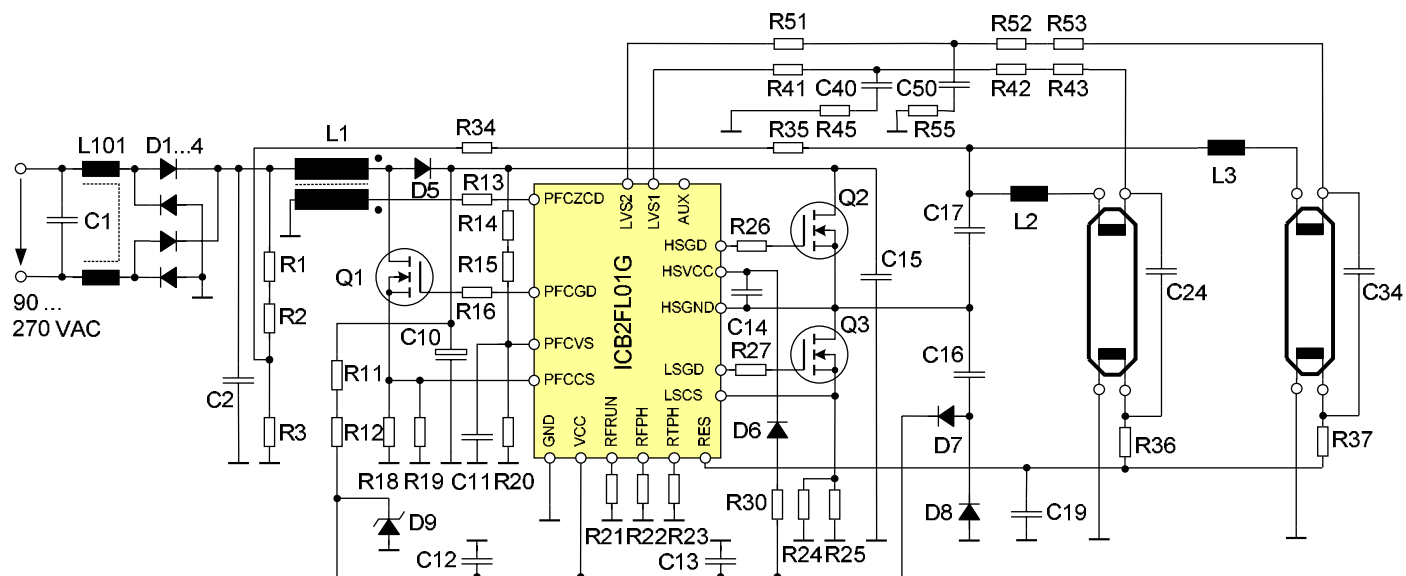 R51
R52 R53
R41
C40 C50
R42 R43
R45
R55
L101 D1...4
L1
R34
R35
D5
R13
L3
PFCZCD
LVS2
LVS1
AUX
Q2
C1
R14
HSGD
R26
C17
L2
R1
Q1
R15
HSVCC
C15
PFCGD
R16
C24
C34
90 ...
270 VAC
R2
C10
ICB2FL01G
HSGND
C14
Q3
PFCVS
R27
C16
R11
PFCCS
LSGD
C2
LSCS
R3
R12
GND
VCC
RFRUN
RFPH
RTPH
RES
D6
D7
R36
R37
R18 R19 C11 R20
R30
D8
C19
D9
R21 R22 R23
R24 R25
C12
C13